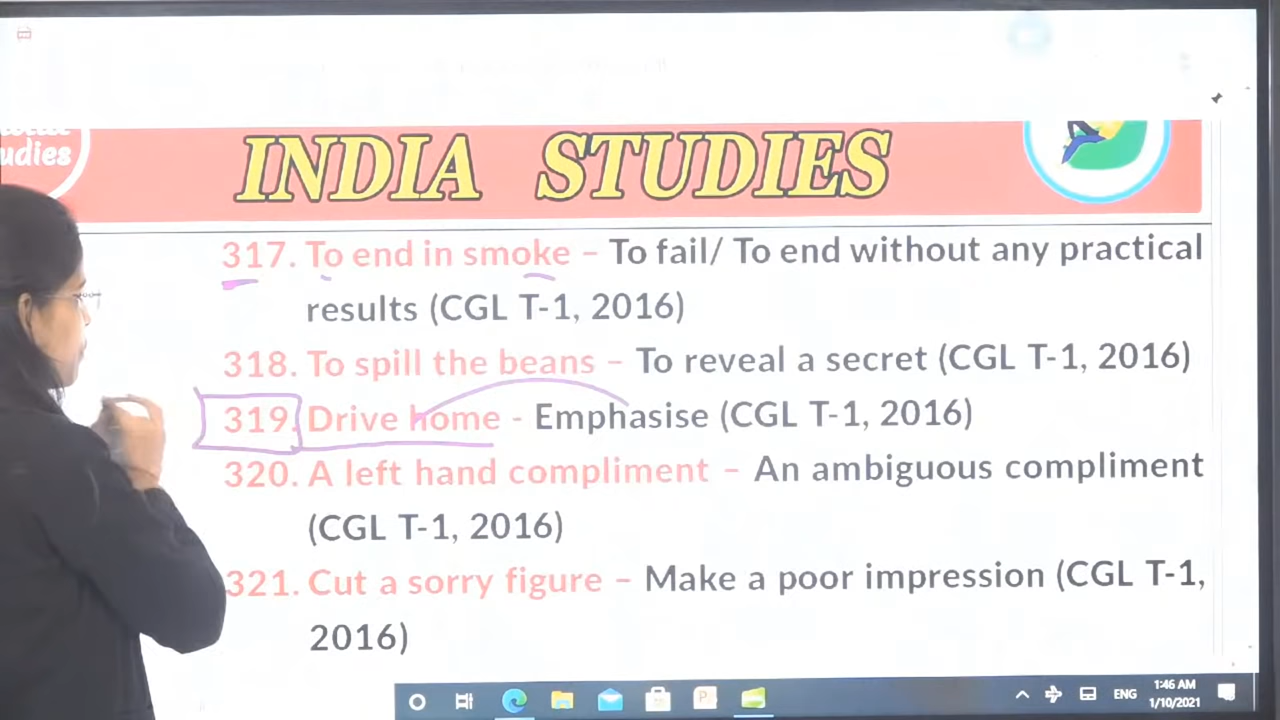 udies
INDIA STUDIES
317. To end in smoke – To fail/ To end without any practical
results (CGL T-1, 2016)
318. To spill the beans – To reveal a secret (CGL T-1, 2016)
319. Drive home - Emphasise (CGL T-1, 2016)
320. A left hand compliment – An ambiguous compliment
(CGL T-1, 2016)
321. Cut a sorry figure – Make a poor impression (CGL T-1,
2016)
ENG
1:46 AM
1/10/2021